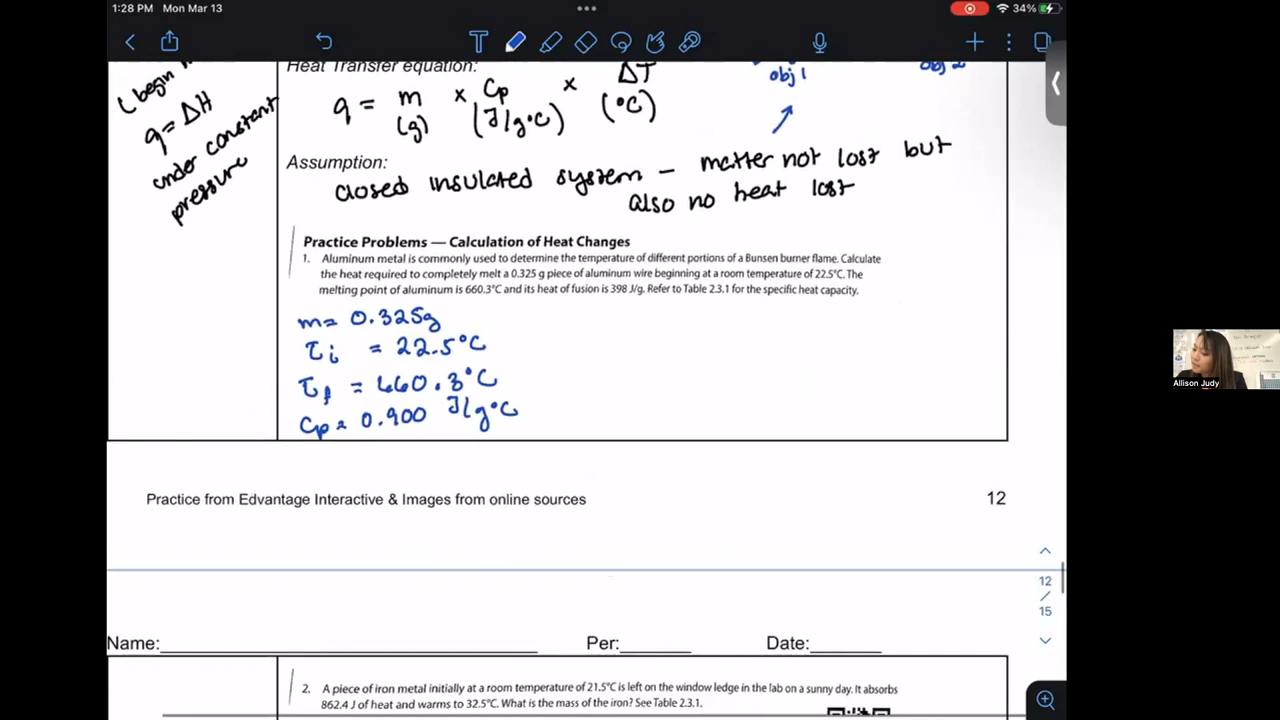 1:28 PM Mon Mar 13
34%
Heat Transfer equation:
(begin
q = ΔH
under constant
pressure
q = m x Cp x ΔT
(g) (J/g°C) (°C)
obj 1
obj 2
Assumption:
closed insulated system – matter not lost but
also no heat lost
Practice Problems — Calculation of Heat Changes
1. Aluminum metal is commonly used to determine the temperature of different portions of a Bunsen burner flame. Calculate
the heat required to completely melt a 0.325 g piece of aluminum wire beginning at a room temperature of 22.5°C. The
melting point of aluminum is 660.3°C and its heat of fusion is 398 J/g. Refer to Table 2.3.1 for the specific heat capacity.
m= 0.325g
Ti = 22.5°C
Tf = 660.3°C
Cp = 0.900 J/g°C
Practice from Edvantage Interactive & Images from online sources
12
12
/
15
Name: Per: Date:
2. A piece of iron metal initially at a room temperature of 21.5°C is left on the window ledge in the lab on a sunny day. It absorbs
862.4 J of heat and warms to 32.5°C. What is the mass of the iron? See Table 2.3.1.
Allison Judy